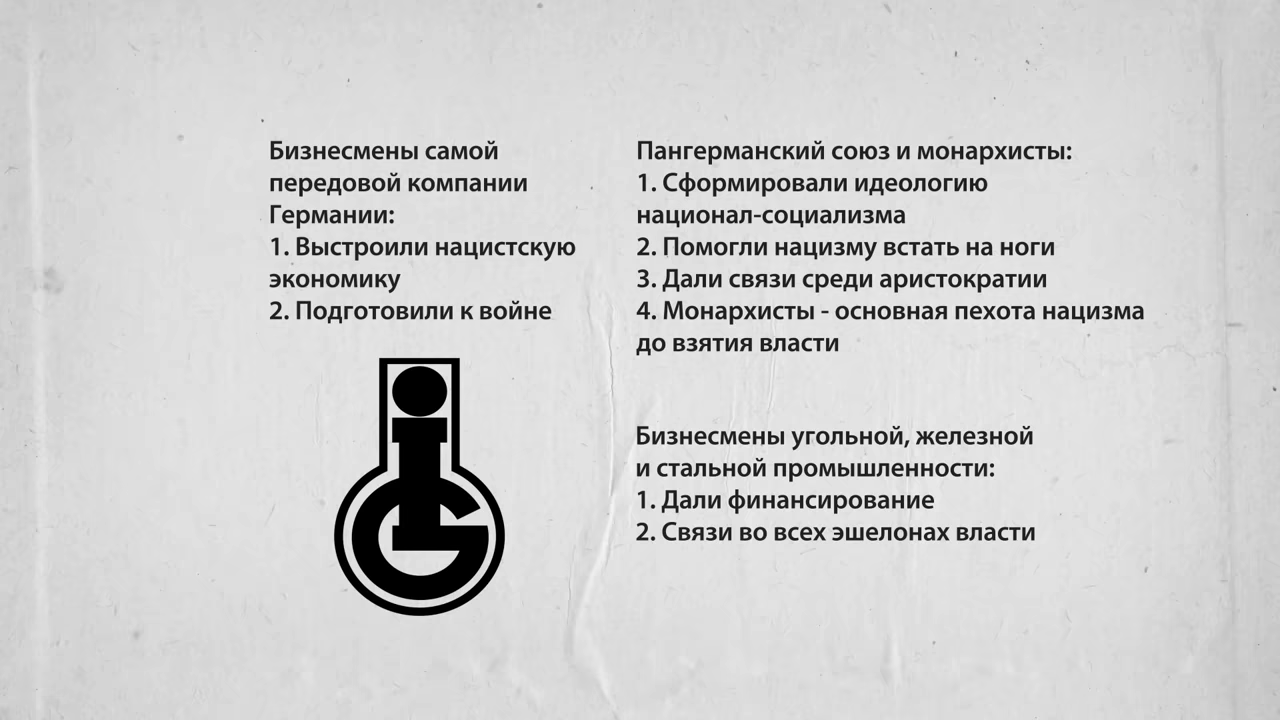 Бизнесмены самой
передовой компании
Германии:
1. Выстроили нацистскую
экономику
2. Подготовили к войне
Пангерманский союз и монархисты:
1. Сформировали идеологию
национал-социализма
2. Помогли нацизму встать на ноги
3. Дали связи среди аристократии
4. Монархисты - основная пехота нацизма
до взятия власти
Бизнесмены угольной, железной
и стальной промышленности:
1. Дали финансирование
2. Связи во всех эшелонах власти
IG